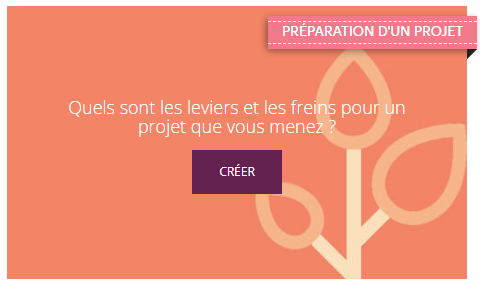 PRÉPARATION D'UN PROJET
Quels sont les leviers et les freins pour un
projet que vous menez ?
CRÉER